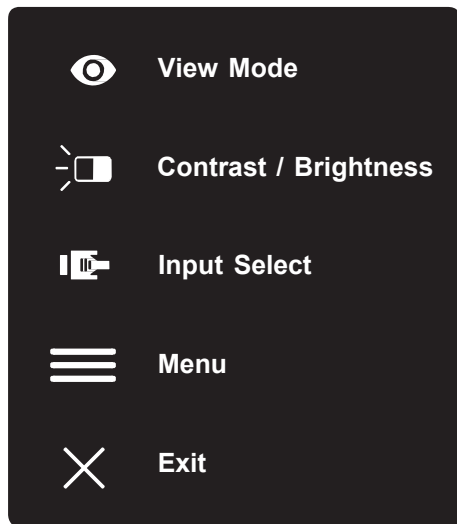 View Mode
Contrast / Brightness
Input Select
Menu
Exit